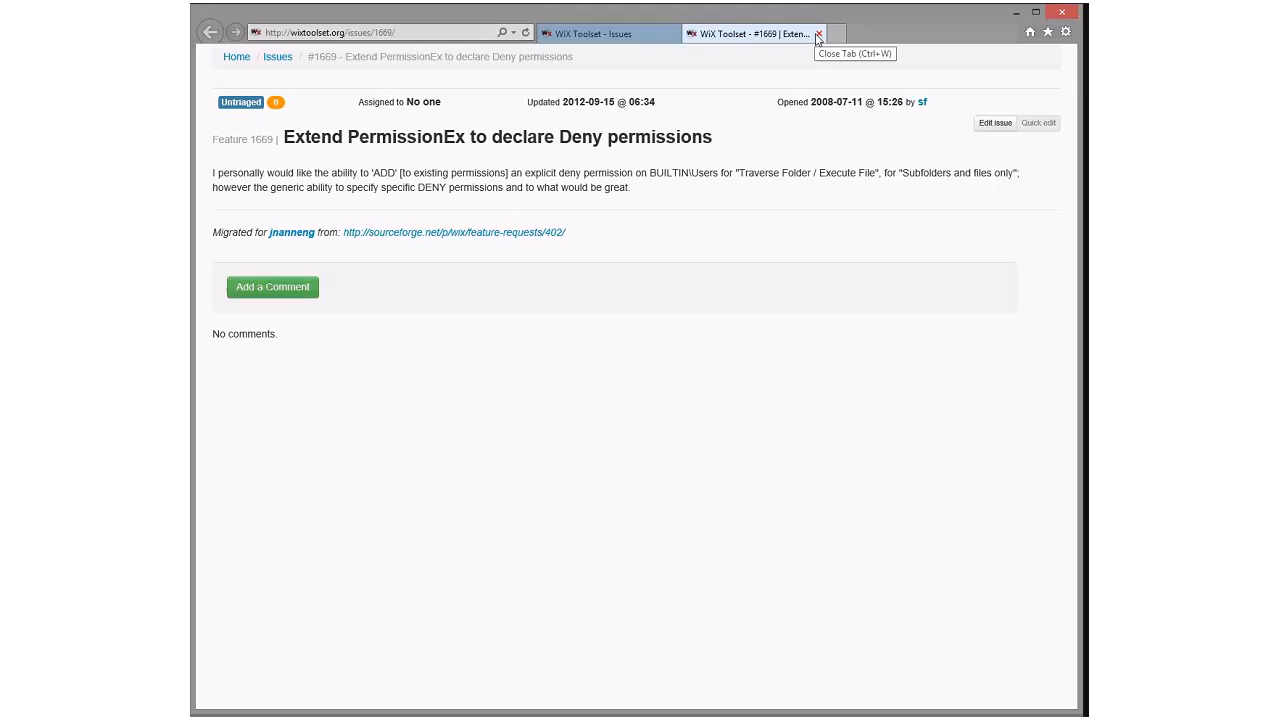 http://wixtoolset.org/issues/1669/
WiX Toolset - Issues
WiX Toolset - #1669 | Exten...
Close Tab (Ctrl+W)
Home / Issues / #1669 - Extend PermissionEx to declare Deny permissions
Untriaged 0 Assigned to No one Updated 2012-09-15 @ 06:34 Opened 2008-07-11 @ 15:26 by sf
Edit issue Quick edit
Feature 1669 | Extend PermissionEx to declare Deny permissions
I personally would like the ability to 'ADD' [to existing permissions] an explicit deny permission on BUILTIN\Users for "Traverse Folder / Execute File", for "Subfolders and files only";
however the generic ability to specify specific DENY permissions and to what would be great.
Migrated for jnanneng from: http://sourceforge.net/p/wix/feature-requests/402/
Add a Comment
No comments.